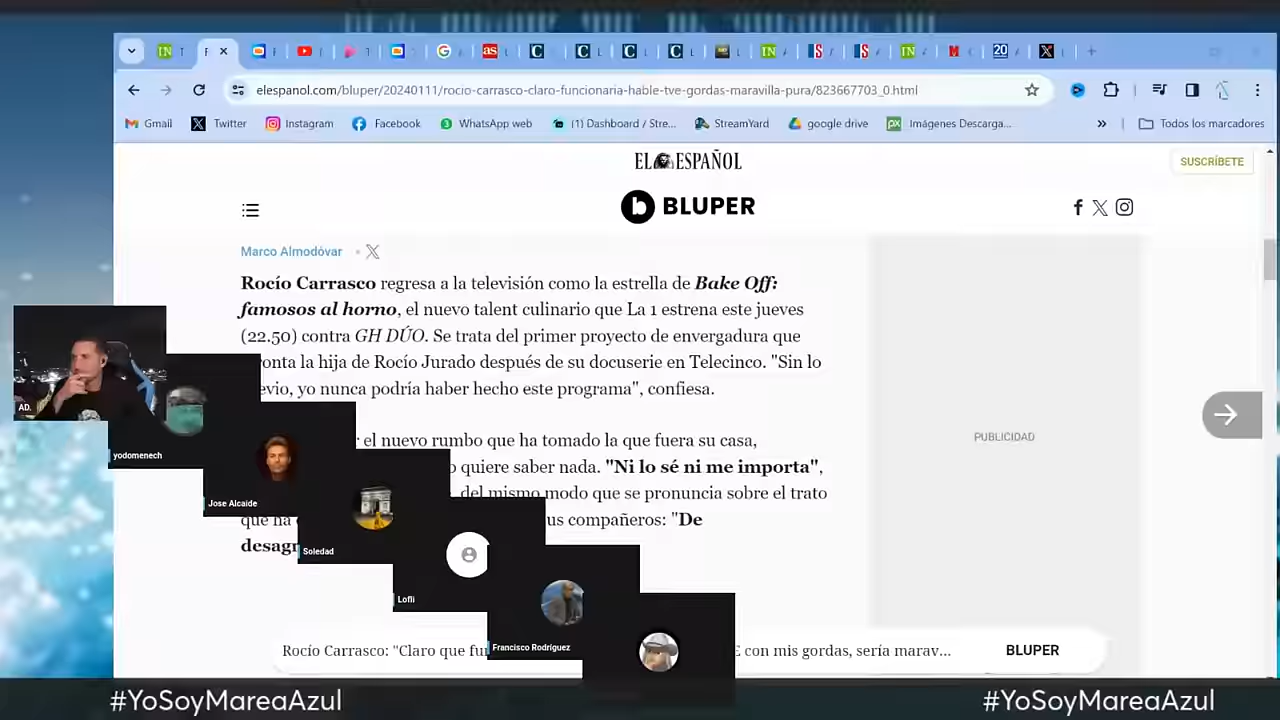 elespanol.com/bluper/20240111/rocio-carrasco-claro-funcionaria-hable-tve-gordas-maravilla-pura/823667703_0.html
Gmail Twitter Instagram Facebook WhatsApp web (1) Dashboard / Stre... StreamYard google drive Imágenes Descarga... » Todos los marcadores
EL ESPAÑOL
SUSCRÍBETE
BLUPER
Marco Almodóvar
Rocío Carrasco regresa a la televisión como la estrella de Bake Off:
famosos al horno, el nuevo talent culinario que La 1 estrena este jueves
(22.50) contra GH DÚO. Se trata del primer proyecto de envergadura que
la hija de Rocío Jurado después de su docuserie en Telecinco. "Sin lo
yo nunca podría haber hecho este programa", confiesa.
el nuevo rumbo que ha tomado la que fuera su casa,
quiere saber nada. "Ni lo sé ni me importa",
del mismo modo que se pronuncia sobre el trato
que ha compañeros: "De
PUBLICIDAD
AD.
yodomenech
Jose Alcaide
Soledad
Lofli
Francisco Rodríguez
Rocío Carrasco: "Claro que con mis gordas, sería marav...
BLUPER
#YoSoyMareaAzul
#YoSoyMareaAzul